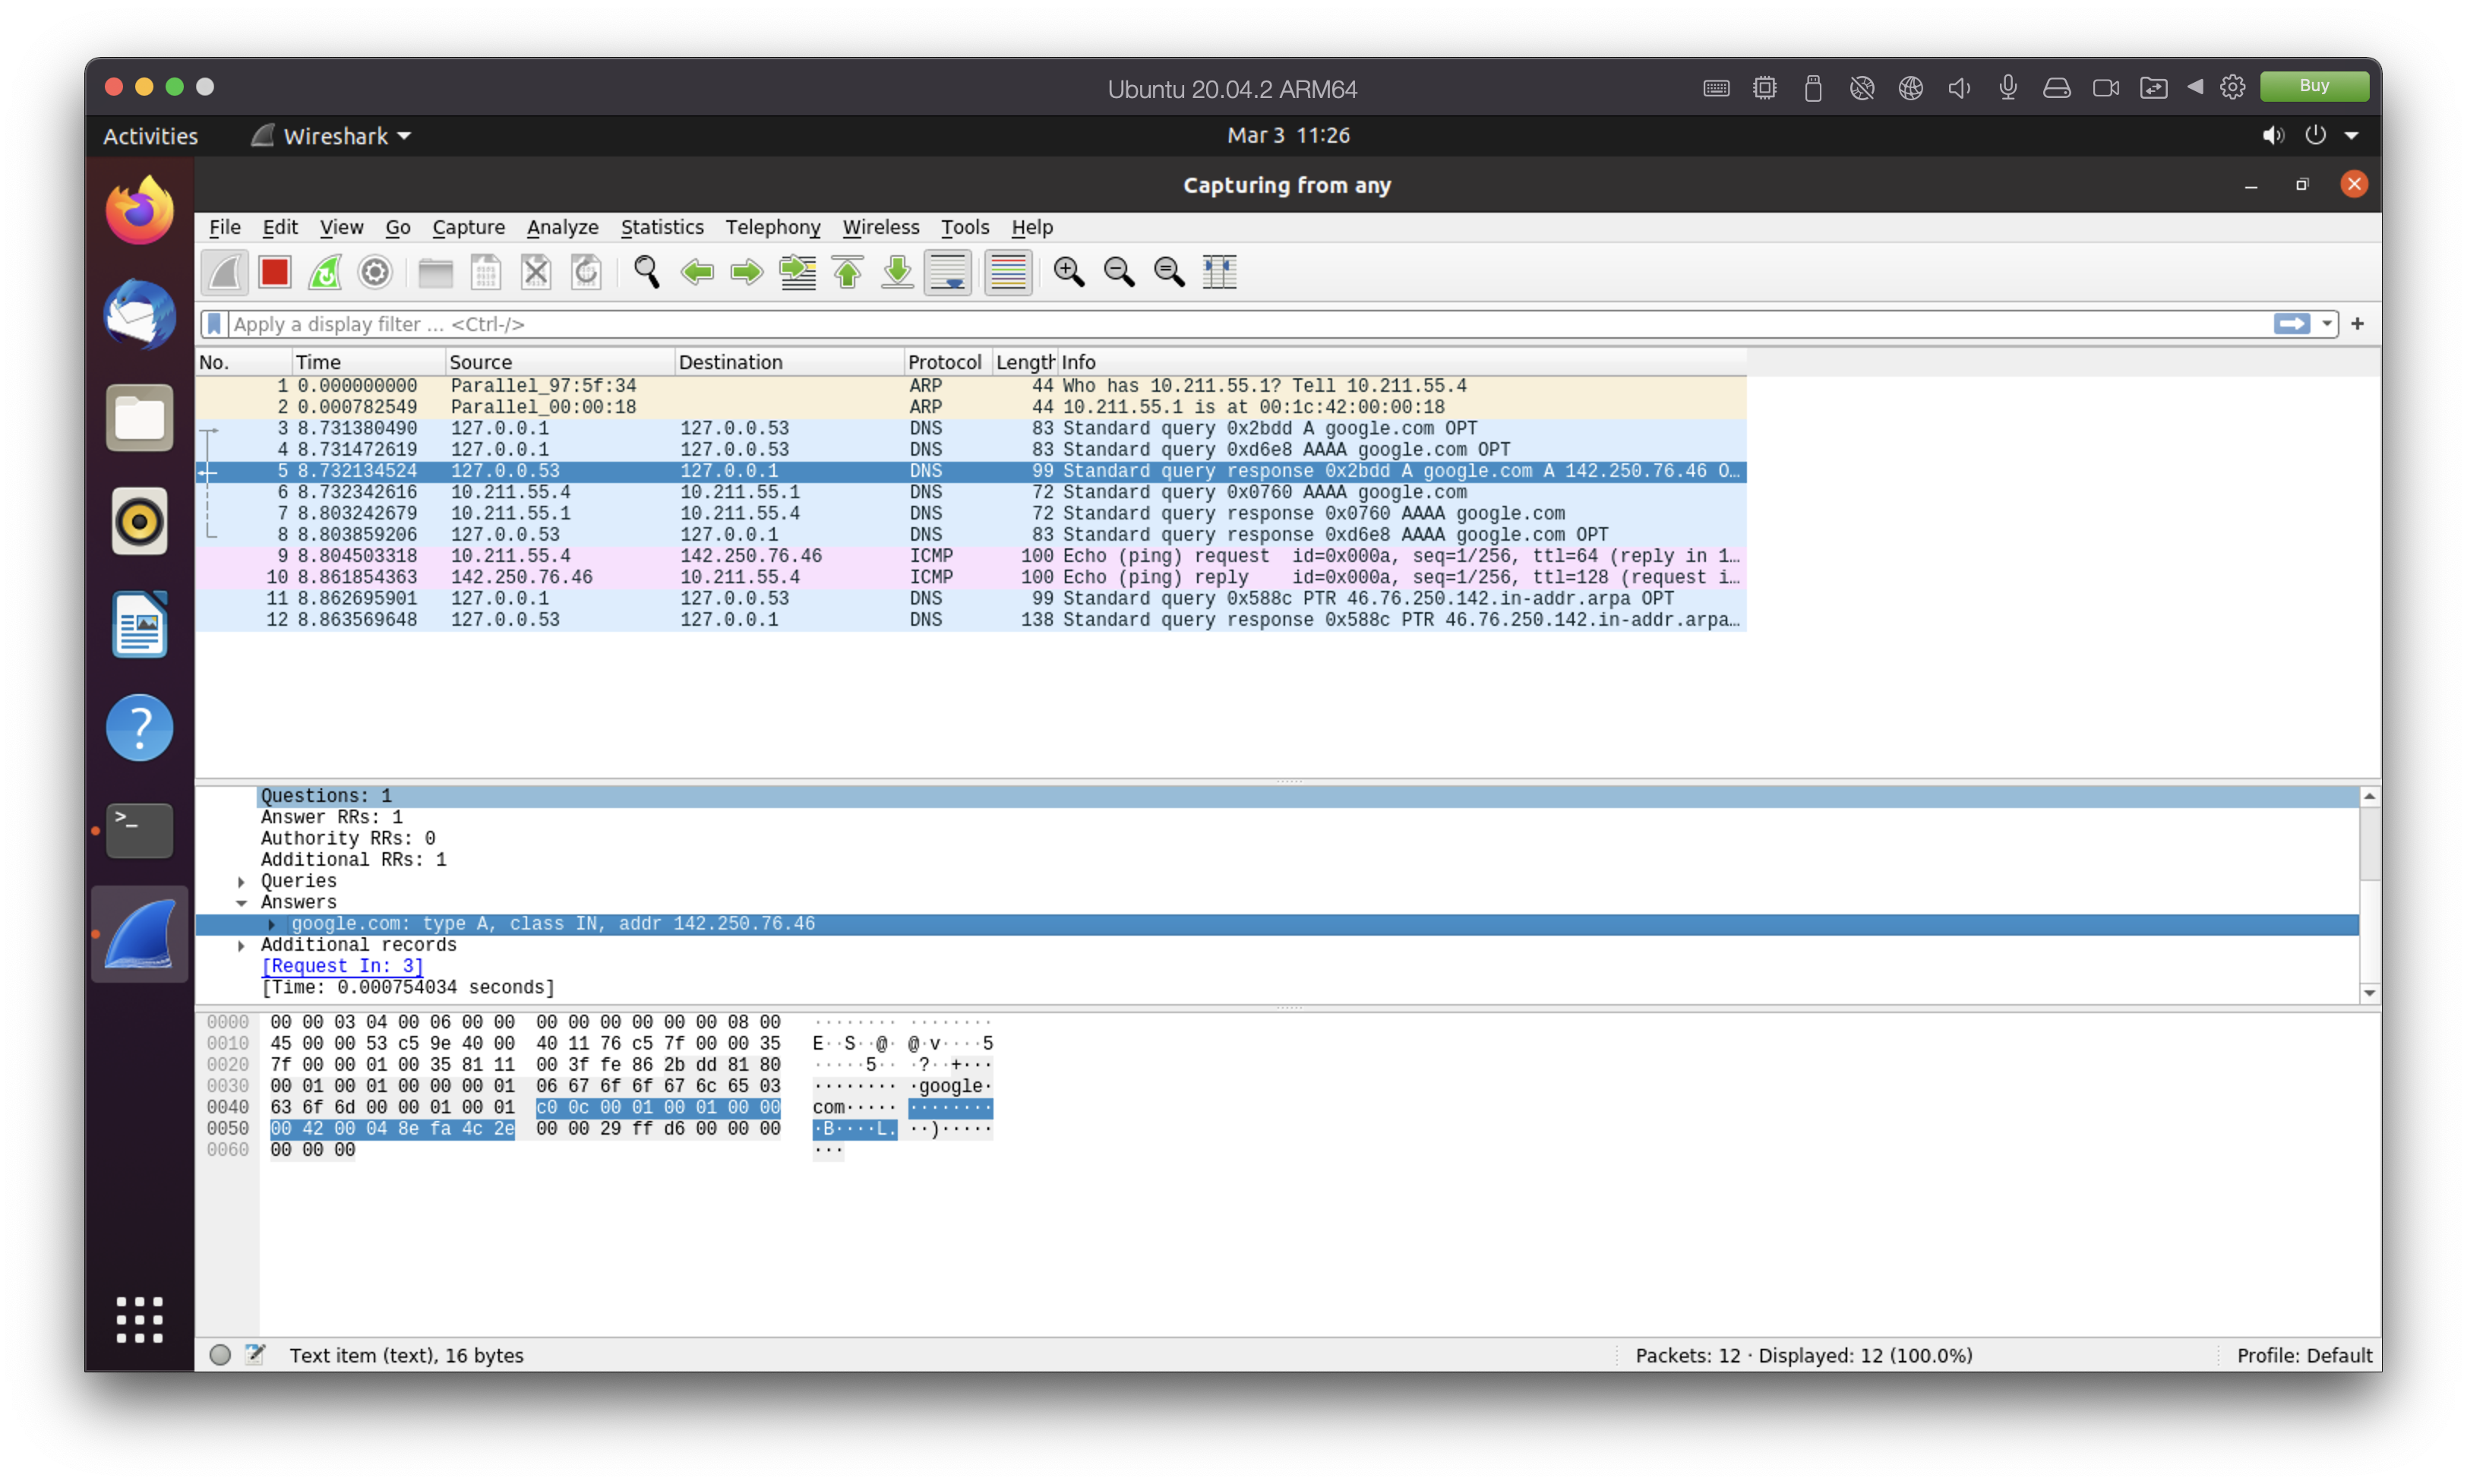 Ubuntu 20.04.2 ARM64
Buy
Activities
Wireshark
Mar 3 11:26
Capturing from any
File Edit View Go Capture Analyze Statistics Telephony Wireless Tools Help
Apply a display filter ... <Ctrl-/>
+
No. Time Source Destination Protocol Length Info
1 0.000000000 Parallel_97:5f:34 ARP 44 Who has 10.211.55.1? Tell 10.211.55.4
2 0.000782549 Parallel_00:00:18 ARP 44 10.211.55.1 is at 00:1c:42:00:00:18
3 8.731380490 127.0.0.1 127.0.0.53 DNS 83 Standard query 0x2bdd A google.com OPT
4 8.731472619 127.0.0.1 127.0.0.53 DNS 83 Standard query 0xd6e8 AAAA google.com OPT
5 8.732134524 127.0.0.53 127.0.0.1 DNS 99 Standard query response 0x2bdd A google.com A 142.250.76.46 O…
6 8.732342616 10.211.55.4 10.211.55.1 DNS 72 Standard query 0x0760 AAAA google.com
7 8.803242679 10.211.55.1 10.211.55.4 DNS 72 Standard query response 0x0760 AAAA google.com
8 8.803859206 127.0.0.53 127.0.0.1 DNS 83 Standard query response 0xd6e8 AAAA google.com OPT
9 8.804503318 10.211.55.4 142.250.76.46 ICMP 100 Echo (ping) request id=0x000a, seq=1/256, ttl=64 (reply in 1…
10 8.861854363 142.250.76.46 10.211.55.4 ICMP 100 Echo (ping) reply id=0x000a, seq=1/256, ttl=128 (request i…
11 8.862695901 127.0.0.1 127.0.0.53 DNS 99 Standard query 0x588c PTR 46.76.250.142.in-addr.arpa OPT
12 8.863569648 127.0.0.53 127.0.0.1 DNS 138 Standard query response 0x588c PTR 46.76.250.142.in-addr.arpa…
Questions: 1
Answer RRs: 1
Authority RRs: 0
Additional RRs: 1
Queries
Answers
google.com: type A, class IN, addr 142.250.76.46
Additional records
[Request In: 3]
[Time: 0.000754034 seconds]
0000 00 00 03 04 00 06 00 00 00 00 00 00 00 00 08 00 ········ ········
0010 45 00 00 53 c5 9e 40 00 40 11 76 c5 7f 00 00 35 E··S··@· @·v····5
0020 7f 00 00 01 00 35 81 11 00 3f fe 86 2b dd 81 80 ·····5·· ·?··+···
0030 00 01 00 01 00 00 00 01 06 67 6f 6f 67 6c 65 03 ········ ·google·
0040 63 6f 6d 00 00 01 00 01 c0 0c 00 01 00 01 00 00 com····· ········
0050 00 42 00 04 8e fa 4c 2e 00 00 29 ff d6 00 00 00 ·B····L. ··)·····
0060 00 00 00 ···
Text item (text), 16 bytes
Packets: 12 · Displayed: 12 (100.0%)
Profile: Default